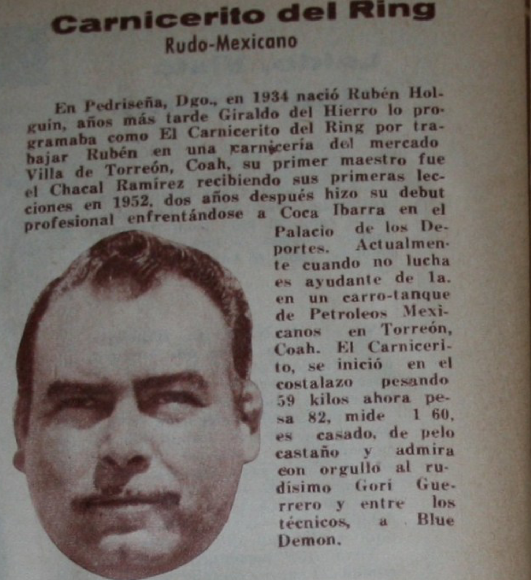 Carnicerito del Ring
Rudo-Mexicano
En Pedriseña, Dgo., en 1934 nació Rubén Hol-
guin, años más tarde Giraldo del Hierro lo pro-
gramaba como El Carnicerito del Ring por tra-
bajar Rubén en una carnicería del mercado
Villa de Torreón, Coah, su primer maestro fue
el Chacal Ramírez recibiendo sus primeras lec-
ciones en 1952, dos años después hizo su debut
profesional enfrentándose a Coca Ibarra en el
Palacio de los De-
portes. Actualmen-
te cuando no lucha
es ayudante de 1a.
en un carro-tanque
de Petroleos Mexi-
canos en Torreón,
Coah. El Carniceri-
to, se inició en el
costalazo pesando
59 kilos ahora pe-
sa 82, mide 1 60,
es casado, de pelo
castaño y admira
con orgullo al ru-
dísimo Gori Gue-
rrero y entre los
técnicos, a Blue
Demon.